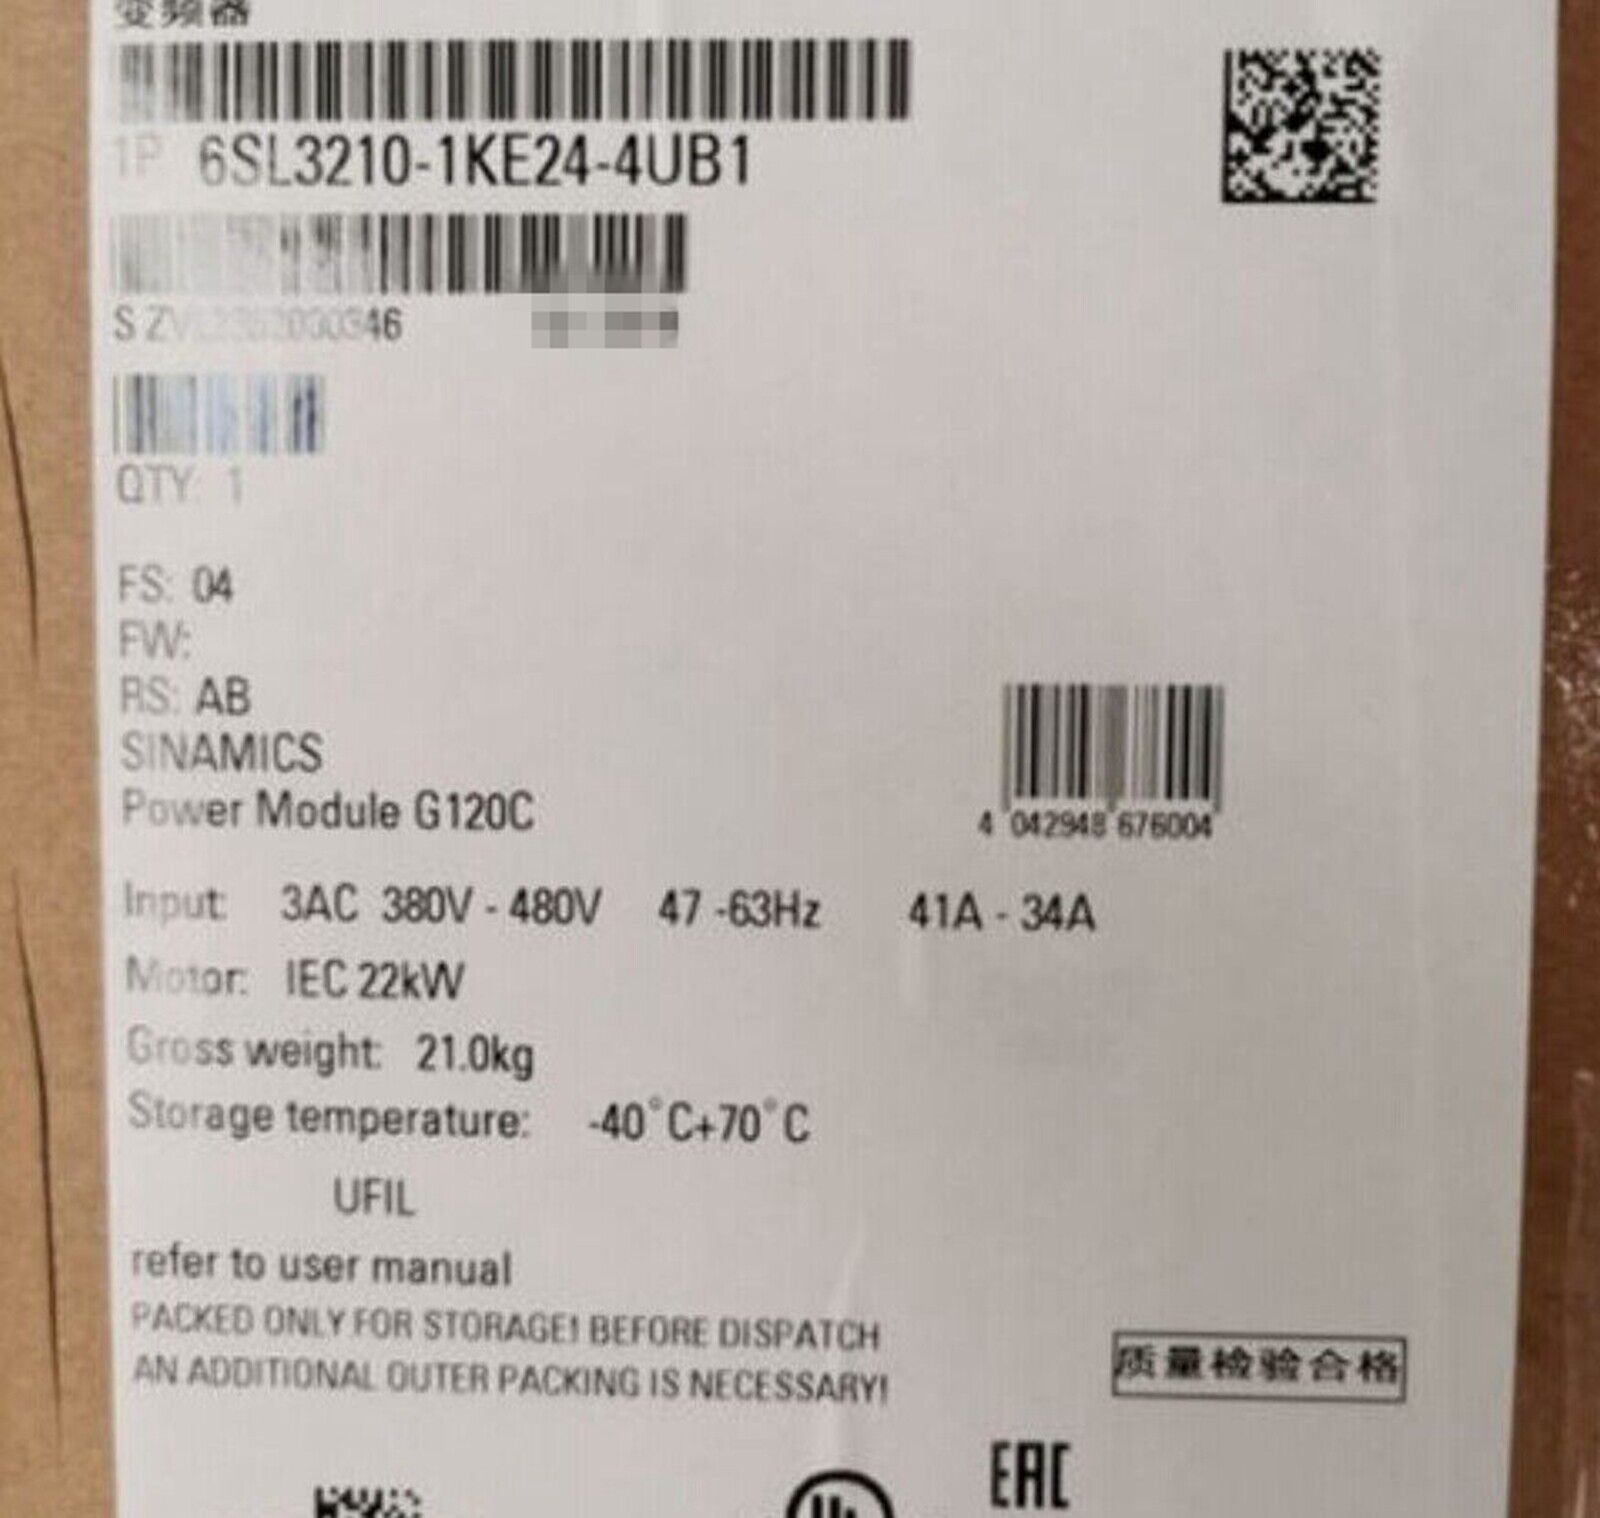 变频器
1P 6SL3210-1KE24-4UB1
S
QTY: 1
FS: 04
FW:
RS: AB
SINAMICS
Power Module G120C
4 042948 676004
Input: 3AC 380V - 480V 47 -63Hz 41A - 34A
Motor: IEC 22kW
Gross weight: 21.0kg
Storage temperature: -40°C+70°C
UFIL
refer to user manual
PACKED ONLY FOR STORAGE! BEFORE DISPATCH
AN ADDITIONAL OUTER PACKING IS NECESSARY!
质量检验合格
EAC
UL